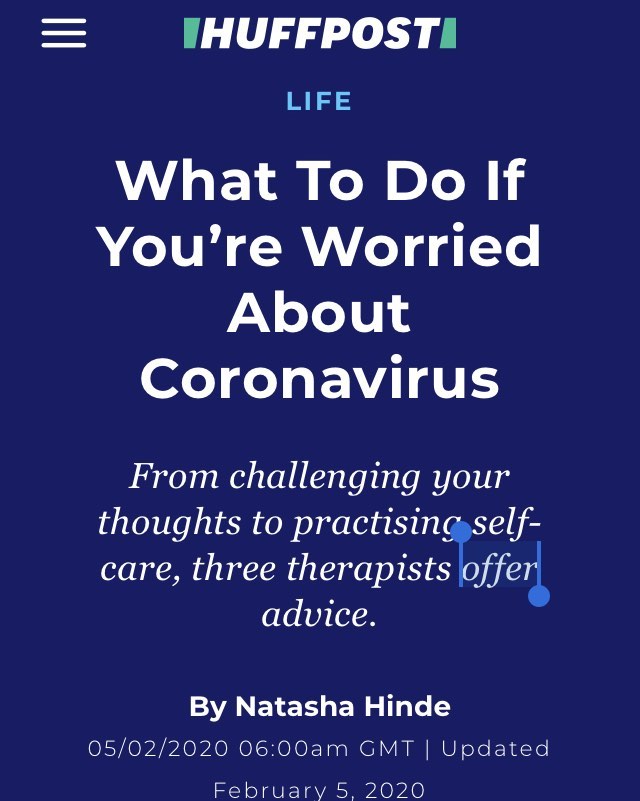 HUFFPOST
LIFE
What To Do If
You’re Worried
About
Coronavirus
From challenging your
thoughts to practising self-
care, three therapists offer
advice.
By Natasha Hinde
05/02/2020 06:00am GMT | Updated
February 5, 2020